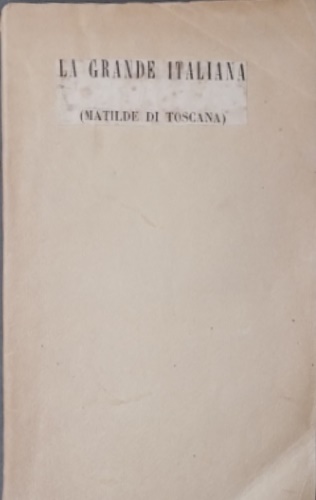 LA GRANDE ITALIANA
(MATILDE DI TOSCANA)